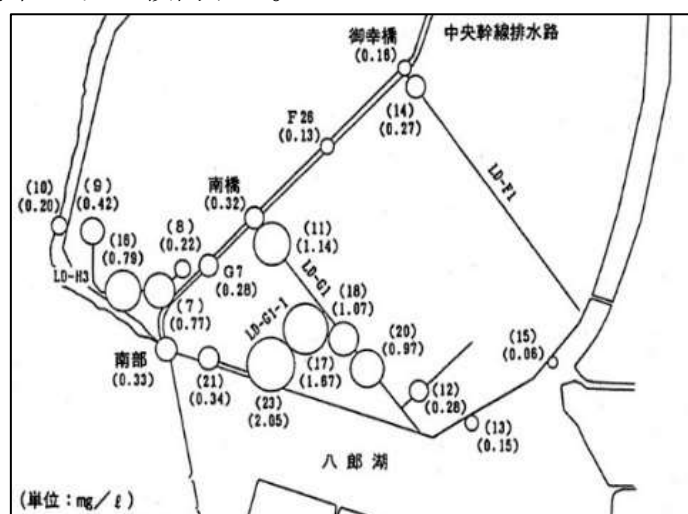 御幸橋
(0.16)
中央幹線排水路
(14)
(0.27)
F26
(0.13)
LD-F1
(10)
(0.20)
(9)
(0.42)
南橋
(0.32)
(8)
(0.22)
(11)
(1.14)
(16)
(0.79)
G7
(0.28)
LD-H3
(7)
(0.77)
LD-G1
LD-G1-1
(18)
(1.07)
(20)
(0.97)
(15)
(0.06)
南部
(0.33)
(21)
(0.34)
(17)
(1.67)
(23)
(2.05)
(12)
(0.28)
(13)
(0.15)
八郎湖
(単位:mg/ℓ)